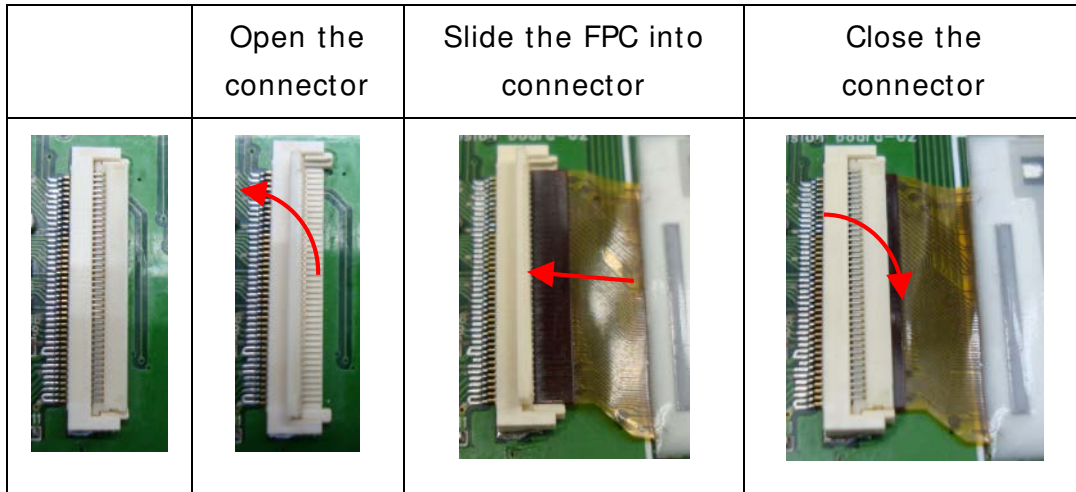 Open the
connector
Slide the FPC into
connector
Close the
connector